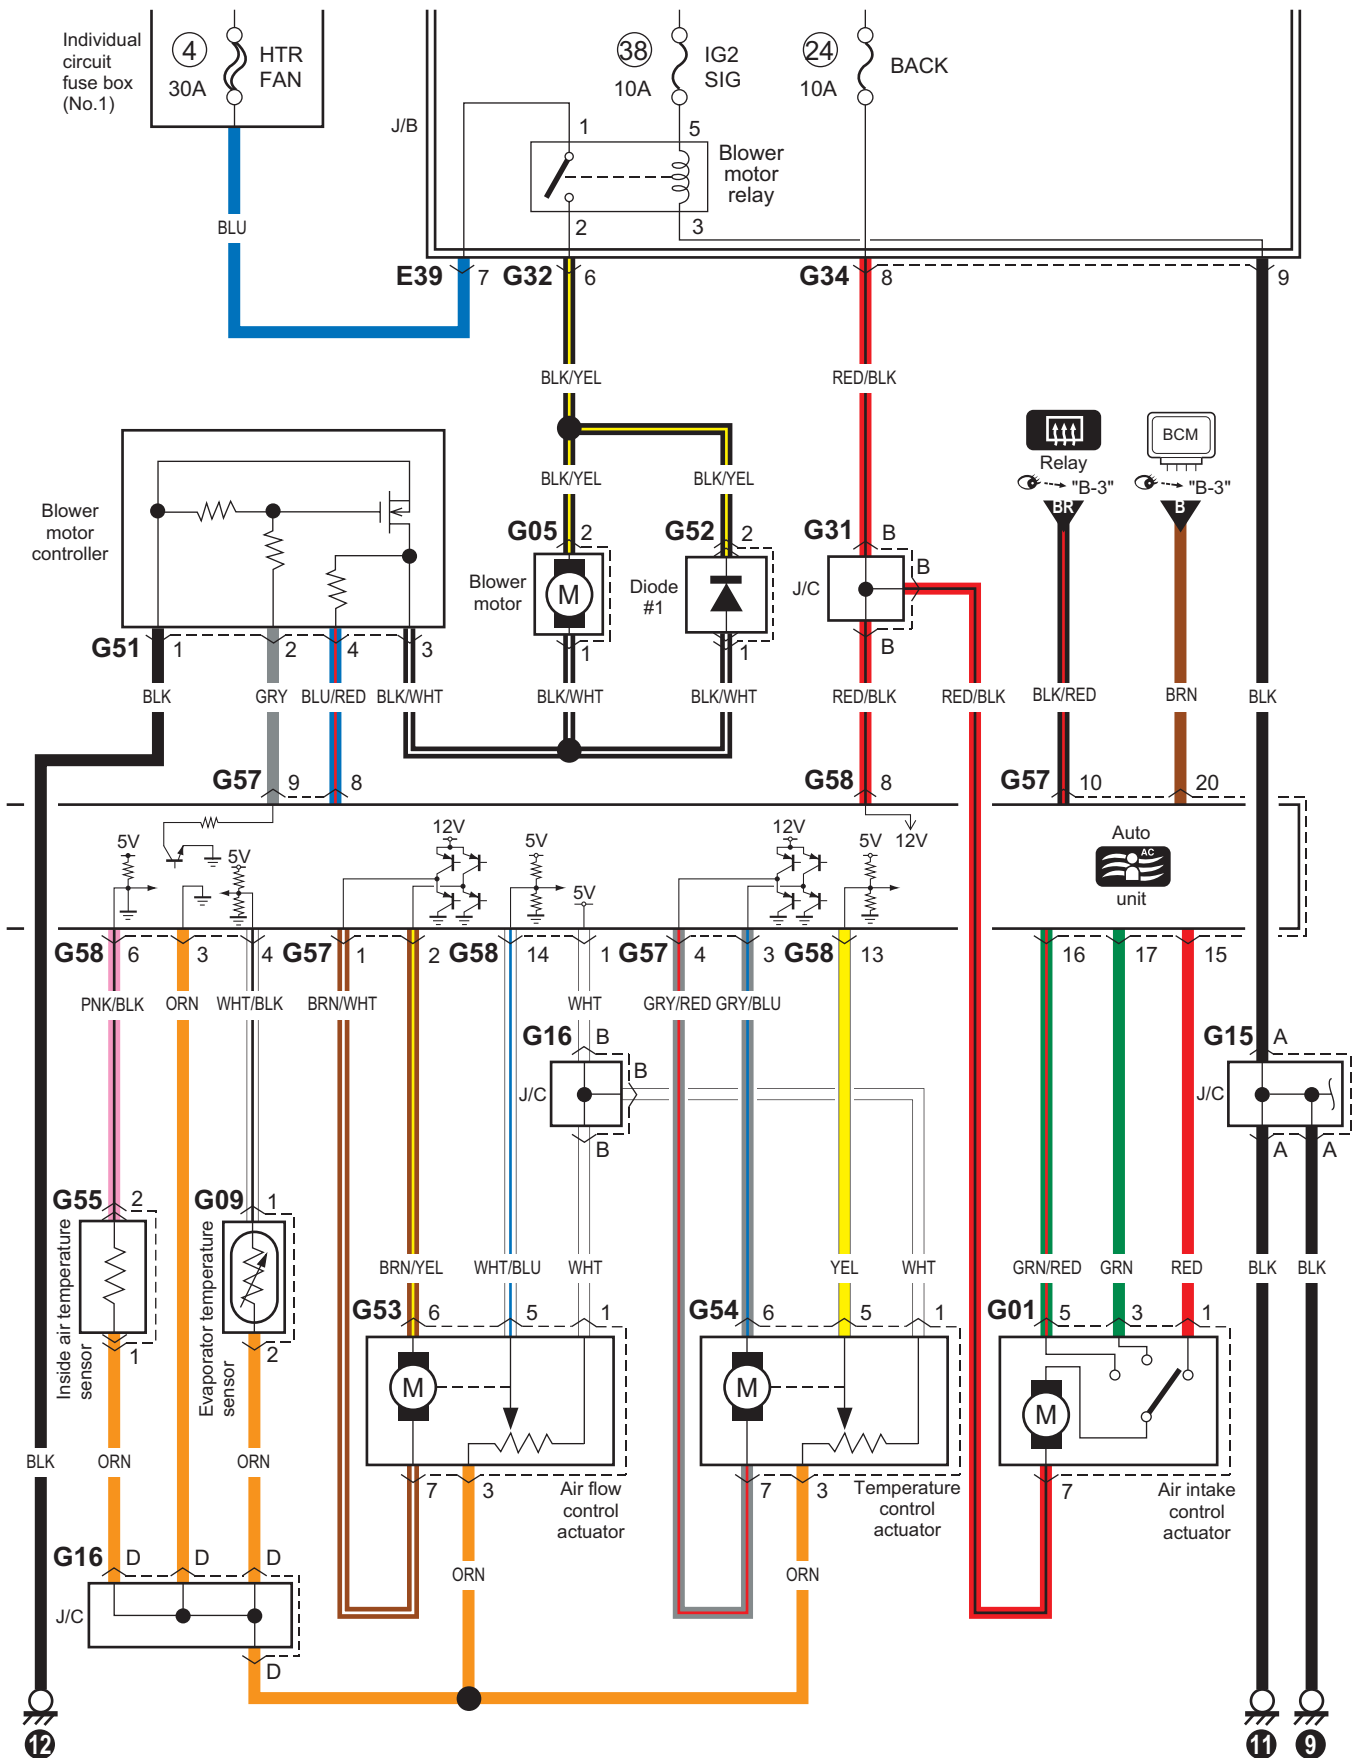 Individual
circuit
fuse box
(No.1)
4
30A
HTR
FAN
38
10A
IG2
SIG
24
10A
BACK
J/B
1
5
Blower
motor
relay
2
3
BLU
E39
7
G32
6
G34
8
9
BLK/YEL
RED/BLK
Relay
"B-3"
BR
BCM
"B-3"
B
BLK/YEL
BLK/YEL
Blower
motor
controller
G05
2
G52
2
G31
B
Blower
motor
M
Diode
#1
J/C
B
G51
1
2
4
3
1
1
B
BLK
GRY
BLU/RED
BLK/WHT
BLK/WHT
BLK/WHT
RED/BLK
RED/BLK
BLK/RED
BRN
BLK
G57
9
8
G58
8
G57
10
20
5V
5V
12V
5V
5V
12V
5V
12V
Auto
AC
unit
G58
6
3
4
G57
1
2
G58
14
1
G57
4
3
G58
13
16
17
15
PNK/BLK
ORN
WHT/BLK
BRN/WHT
WHT
GRY/RED
GRY/BLU
G16
B
J/C
B
B
G15
A
J/C
A
A
G55
2
G09
1
Inside air temperature
sensor
Evaporator temperature
sensor
1
2
BRN/YEL
WHT/BLU
WHT
YEL
WHT
GRN/RED
GRN
RED
BLK
BLK
G53
6
5
1
G54
6
5
1
G01
5
3
1
M
M
M
7
3
Air flow
control
actuator
7
3
Temperature
control
actuator
7
Air intake
control
actuator
BLK
ORN
ORN
G16
D
D
D
J/C
D
ORN
ORN
12
11
9